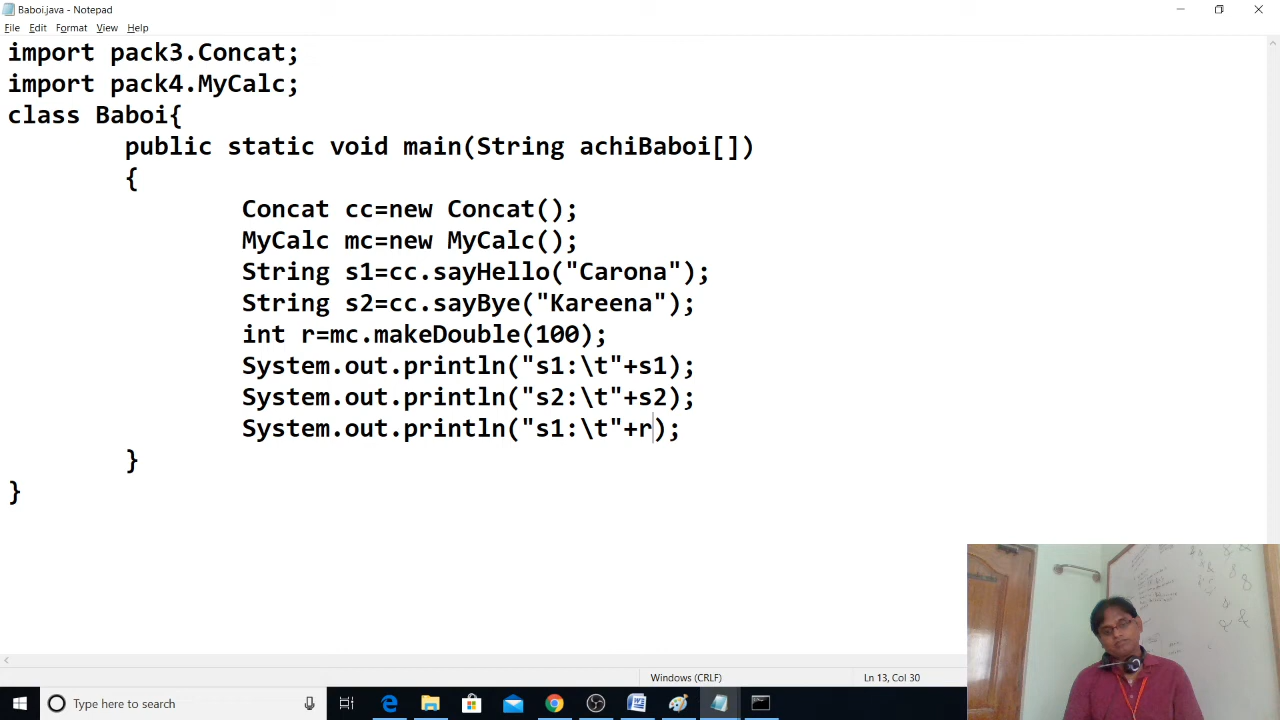 Baboi.java - Notepad
File Edit Format View Help
import pack3.Concat;
import pack4.MyCalc;
class Baboi{
public static void main(String achiBaboi[])
{
Concat cc=new Concat();
MyCalc mc=new MyCalc();
String s1=cc.sayHello("Carona");
String s2=cc.sayBye("Kareena");
int r=mc.makeDouble(100);
System.out.println("s1:\t"+s1);
System.out.println("s2:\t"+s2);
System.out.println("s1:\t"+r);
}
}
Windows (CRLF) Ln 13, Col 30
Type here to search